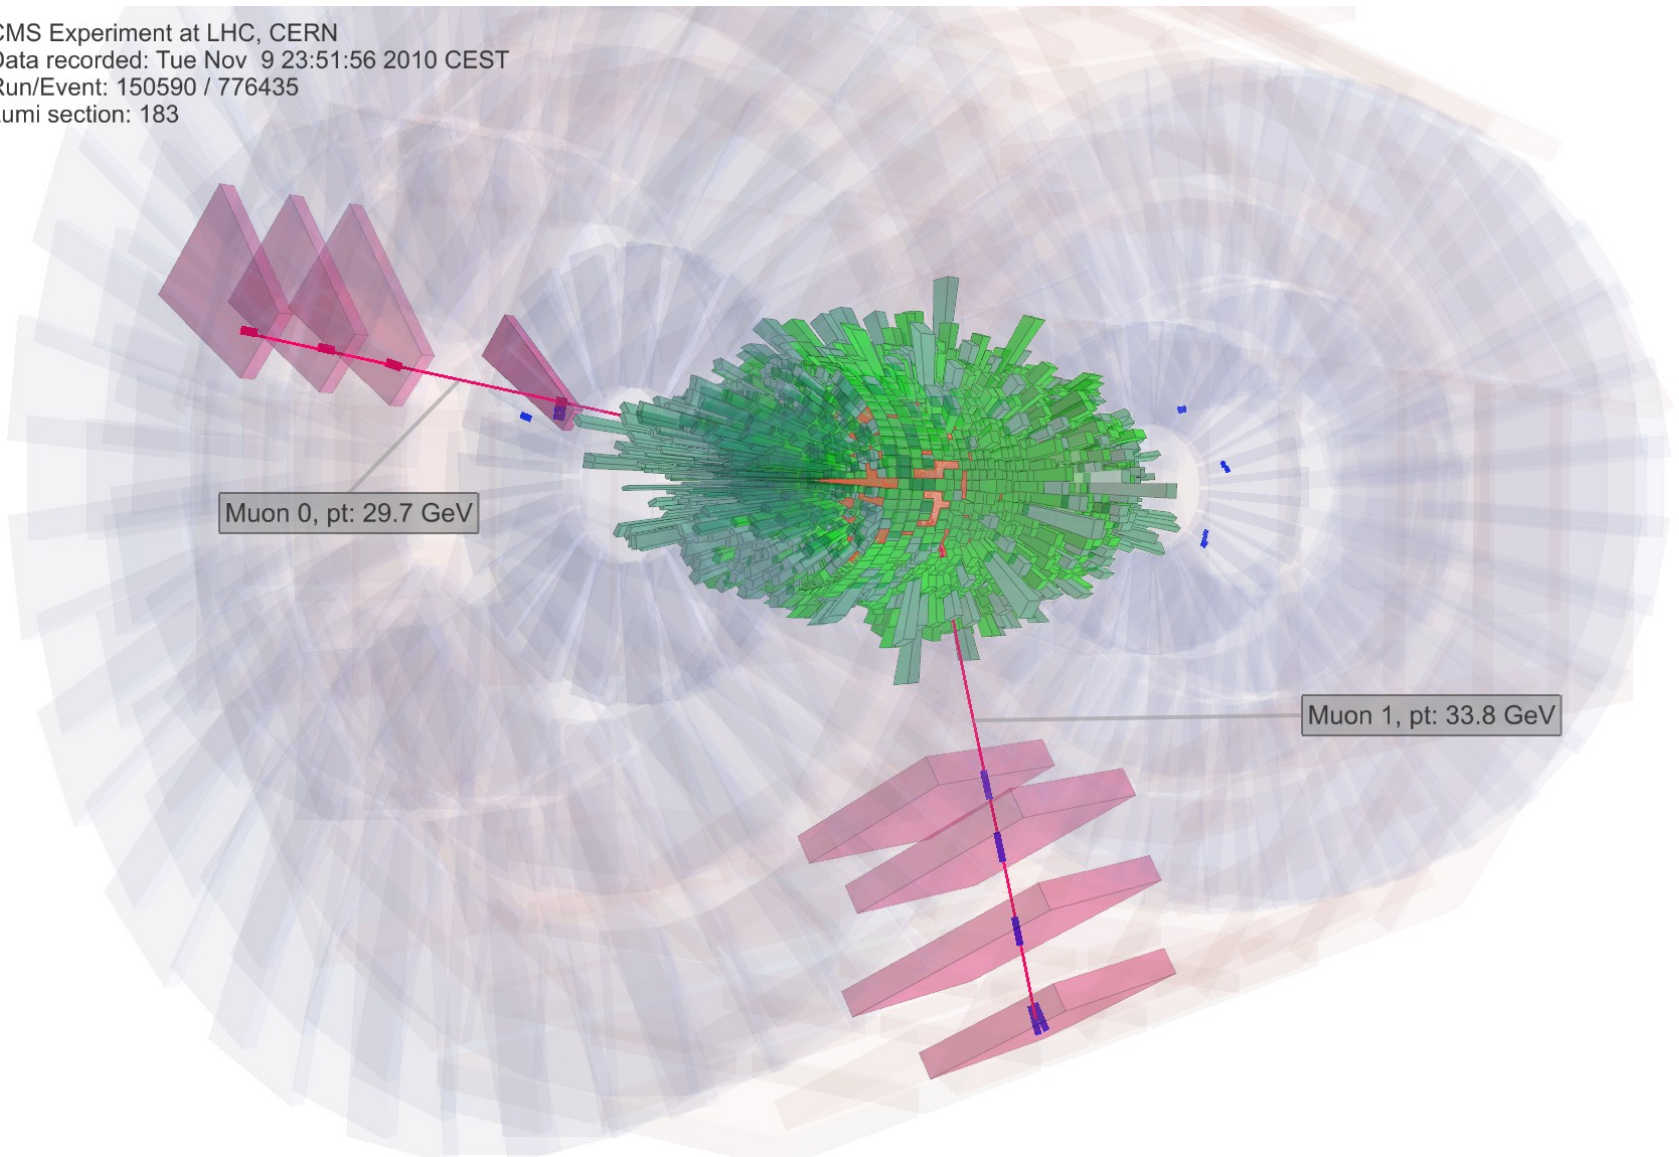 CMS Experiment at LHC, CERN
Data recorded: Tue Nov 9 23:51:56 2010 CEST
Run/Event: 150590 / 776435
Lumi section: 183
Muon 0, pt: 29.7 GeV
Muon 1, pt: 33.8 GeV